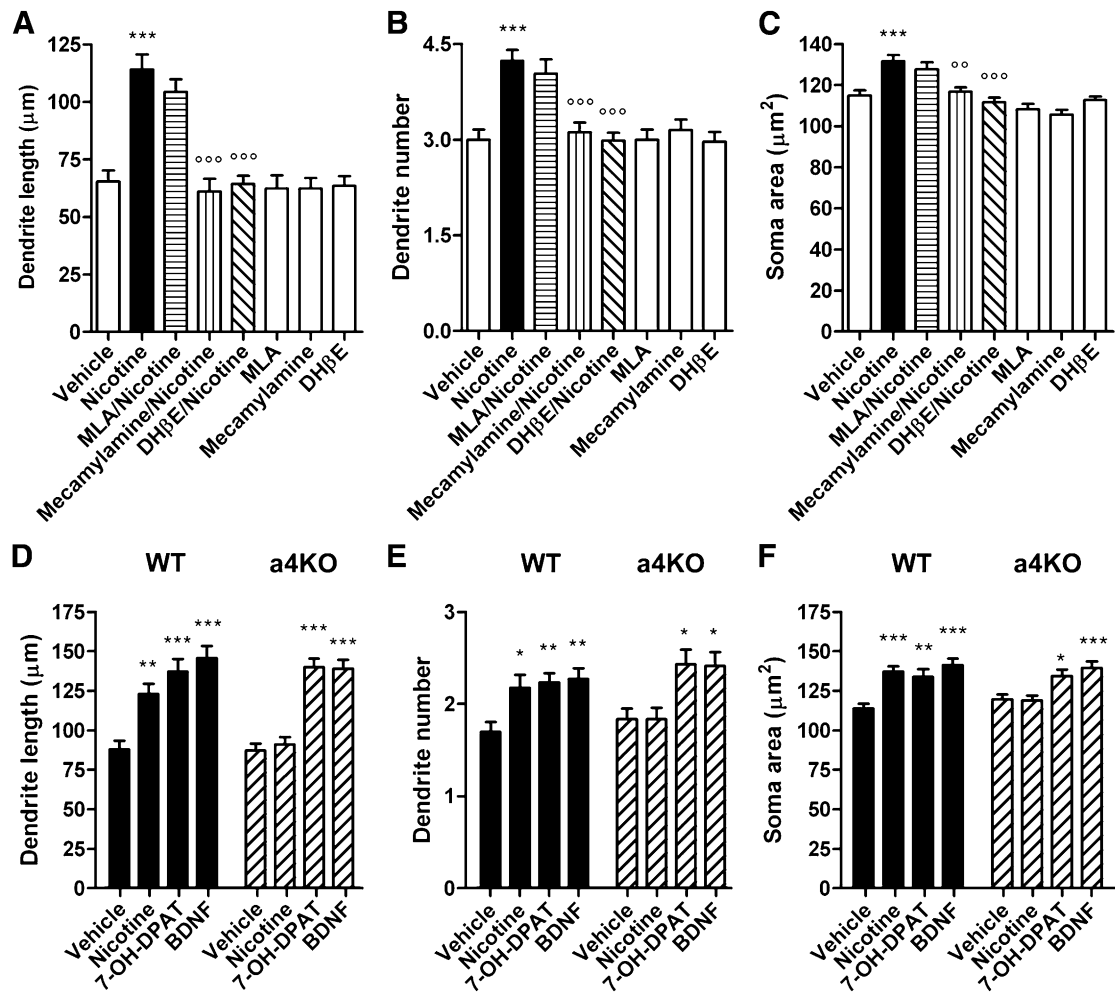 A
Dendrite length (μm)
125
100
75
50
25
0
***
°°°
°°°
Vehicle
Nicotine
MLA/Nicotine
Mecamylamine/Nicotine
DHβE/Nicotine
MLA
Mecamylamine
DHβE
B
Dendrite number
4.5
3.0
1.5
0.0
***
°°°
°°°
Vehicle
Nicotine
MLA/Nicotine
Mecamylamine/Nicotine
DHβE/Nicotine
MLA
Mecamylamine
DHβE
C
Soma area (μm²)
140
120
100
80
60
40
20
0
***
°°
°°°
Vehicle
Nicotine
MLA/Nicotine
Mecamylamine/Nicotine
DHβE/Nicotine
MLA
Mecamylamine
DHβE
D
WT
a4KO
Dendrite length (μm)
175
150
125
100
75
50
25
0
**
***
***
***
***
Vehicle
Nicotine
7-OH-DPAT
BDNF
Vehicle
Nicotine
7-OH-DPAT
BDNF
E
WT
a4KO
Dendrite number
3
2
1
0
*
**
**
*
*
Vehicle
Nicotine
7-OH-DPAT
BDNF
Vehicle
Nicotine
7-OH-DPAT
BDNF
F
WT
a4KO
Soma area (μm²)
175
150
125
100
75
50
25
0
***
**
***
*
***
Vehicle
Nicotine
7-OH-DPAT
BDNF
Vehicle
Nicotine
7-OH-DPAT
BDNF